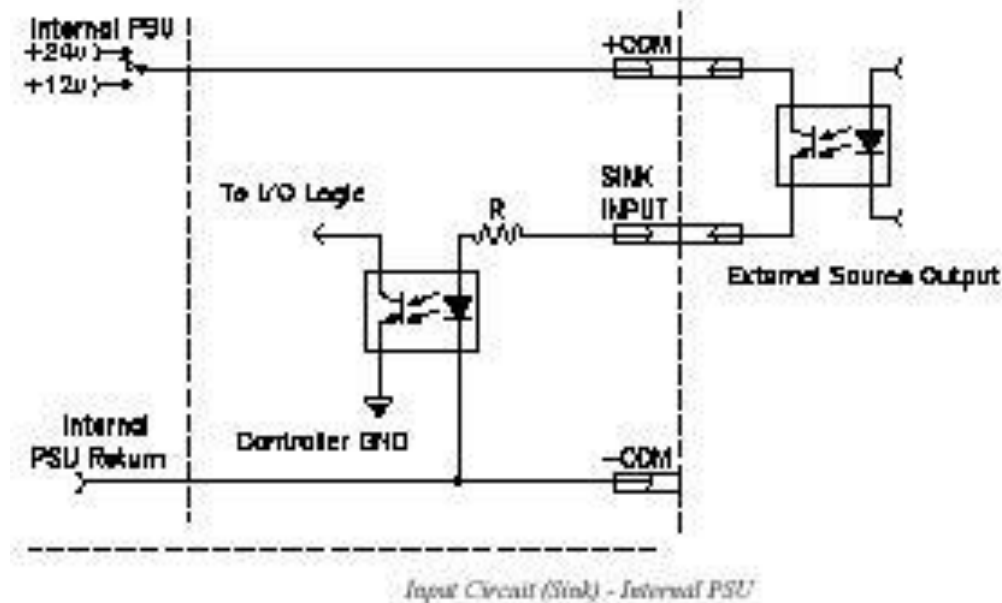 Internal PSU
+24v
+12v
+COM
To I/O Logic
R
SINK
INPUT
External Source Output
Internal
PSU Return
Controller GND
-COM
Input Circuit (Sink) - Internal PSU